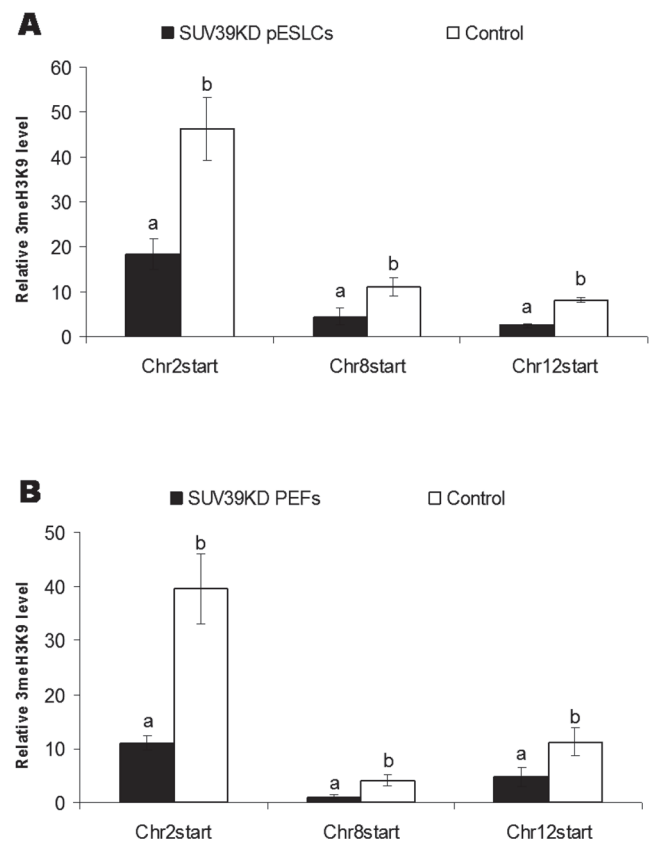 A
SUV39KD pESLCs
Control
Relative 3meH3K9 level
60
50
40
30
20
10
0
a
b
a
b
a
b
Chr2start
Chr8start
Chr12start
B
SUV39KD PEFs
Control
Relative 3meH3K9 level
50
40
30
20
10
0
a
b
a
b
a
b
Chr2start
Chr8start
Chr12start